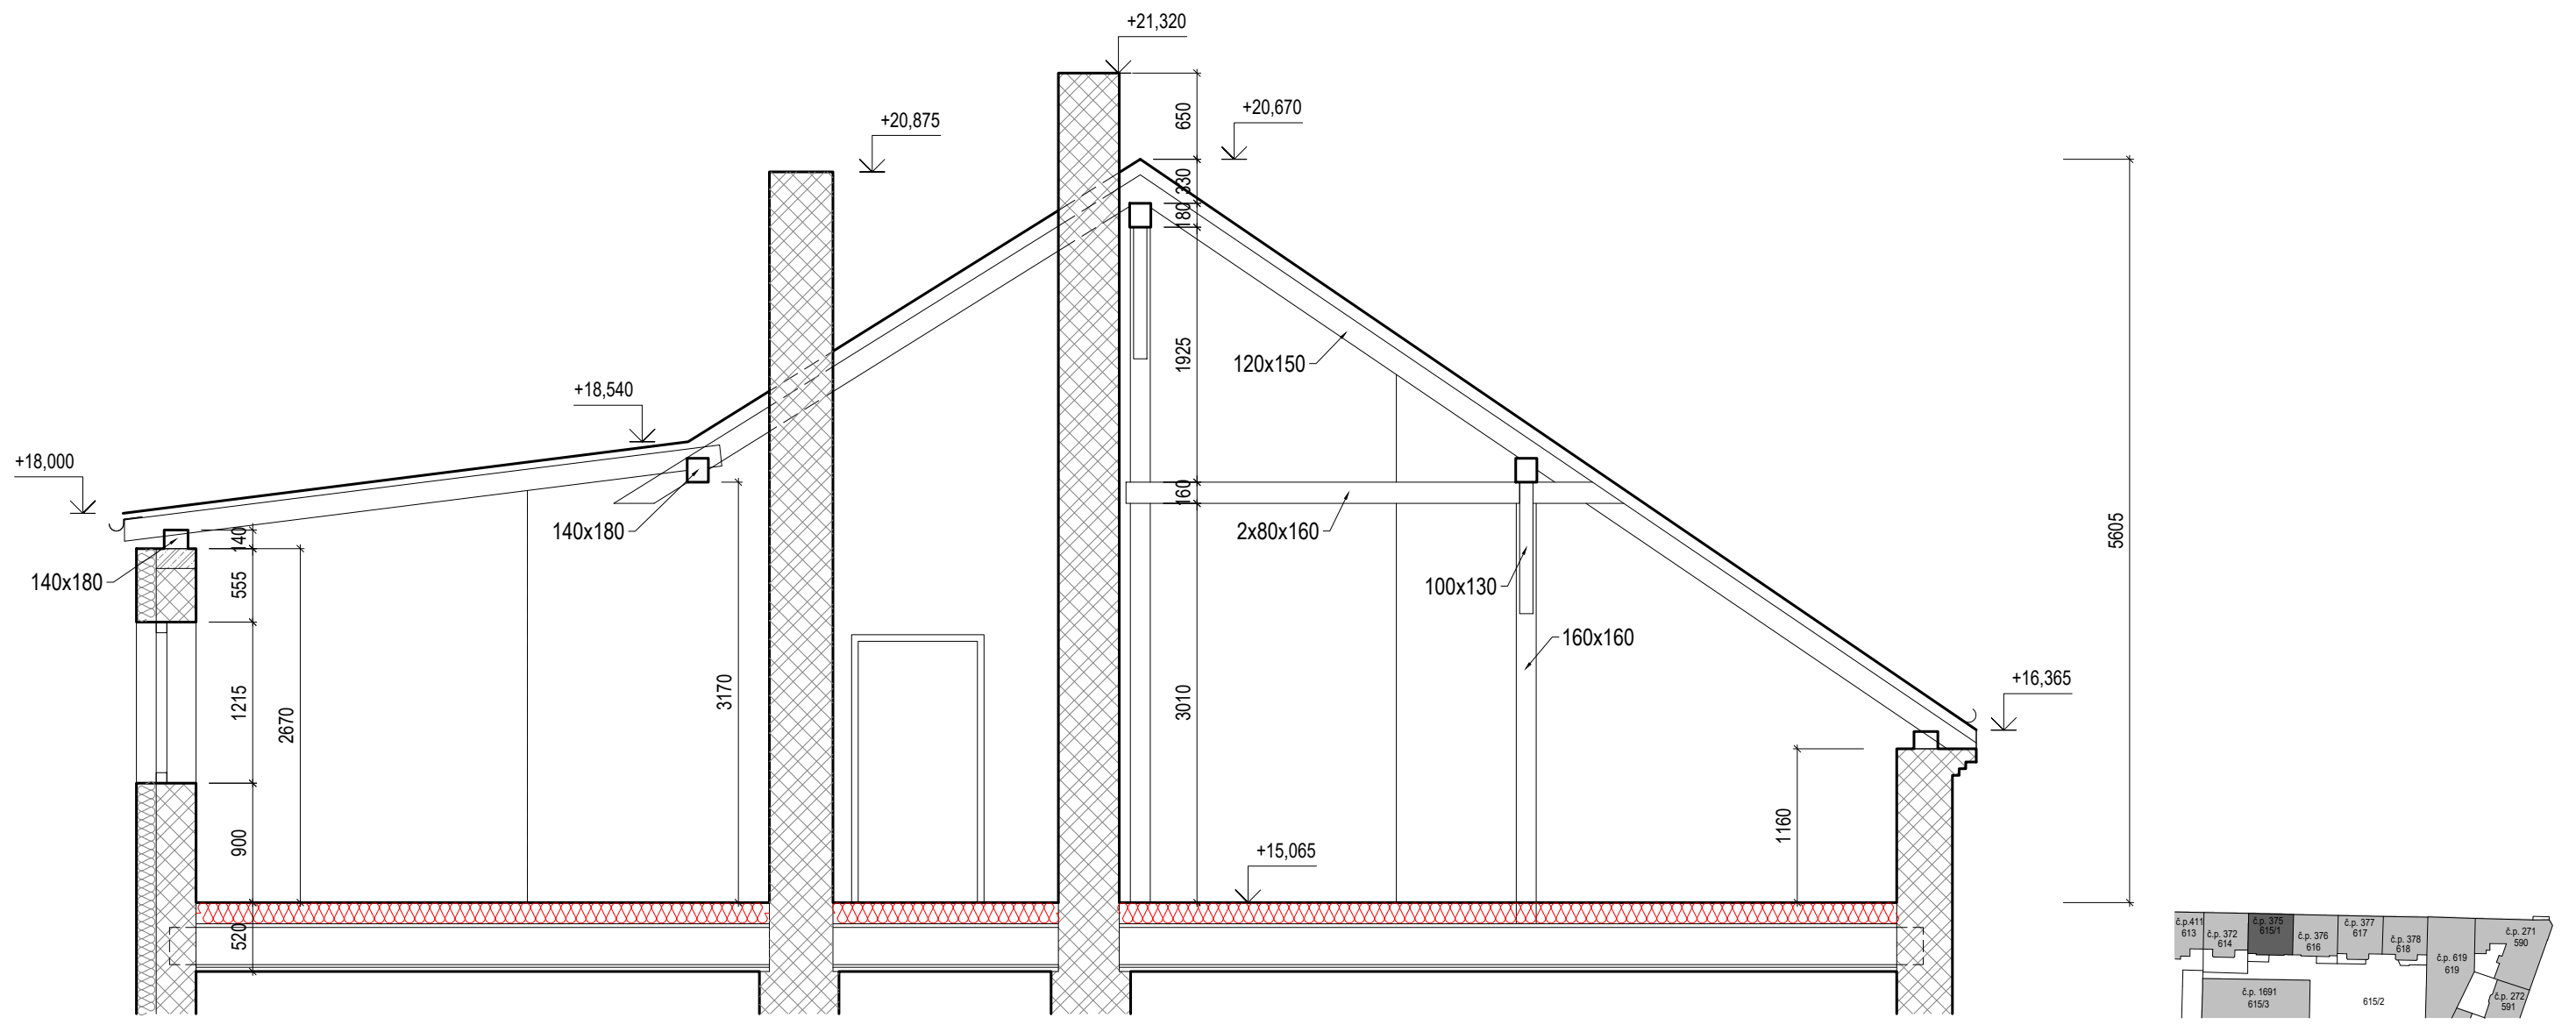 +21,320
650
+20,670
+20,875
330
180
1925
120x150
+18,540
+18,000
140x180
160
2x80x160
140
140x180
555
100x130
5605
160x160
1215
2670
3170
3010
+16,365
1160
900
+15,065
520
č.p.411
613
č.p. 372
614
č.p. 375
615/1
č.p. 376
616
č.p. 377
617
č.p. 378
618
č.p. 619
619
č.p. 271
590
č.p. 1691
615/3
615/2
č.p. 272
591